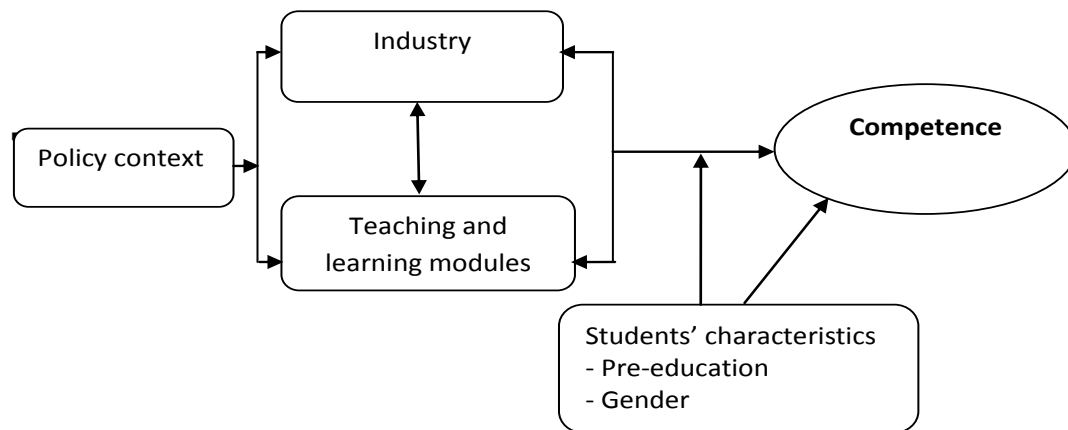 Industry
Competence
Policy context
Teaching and
learning modules
Students’ characteristics
- Pre-education
- Gender